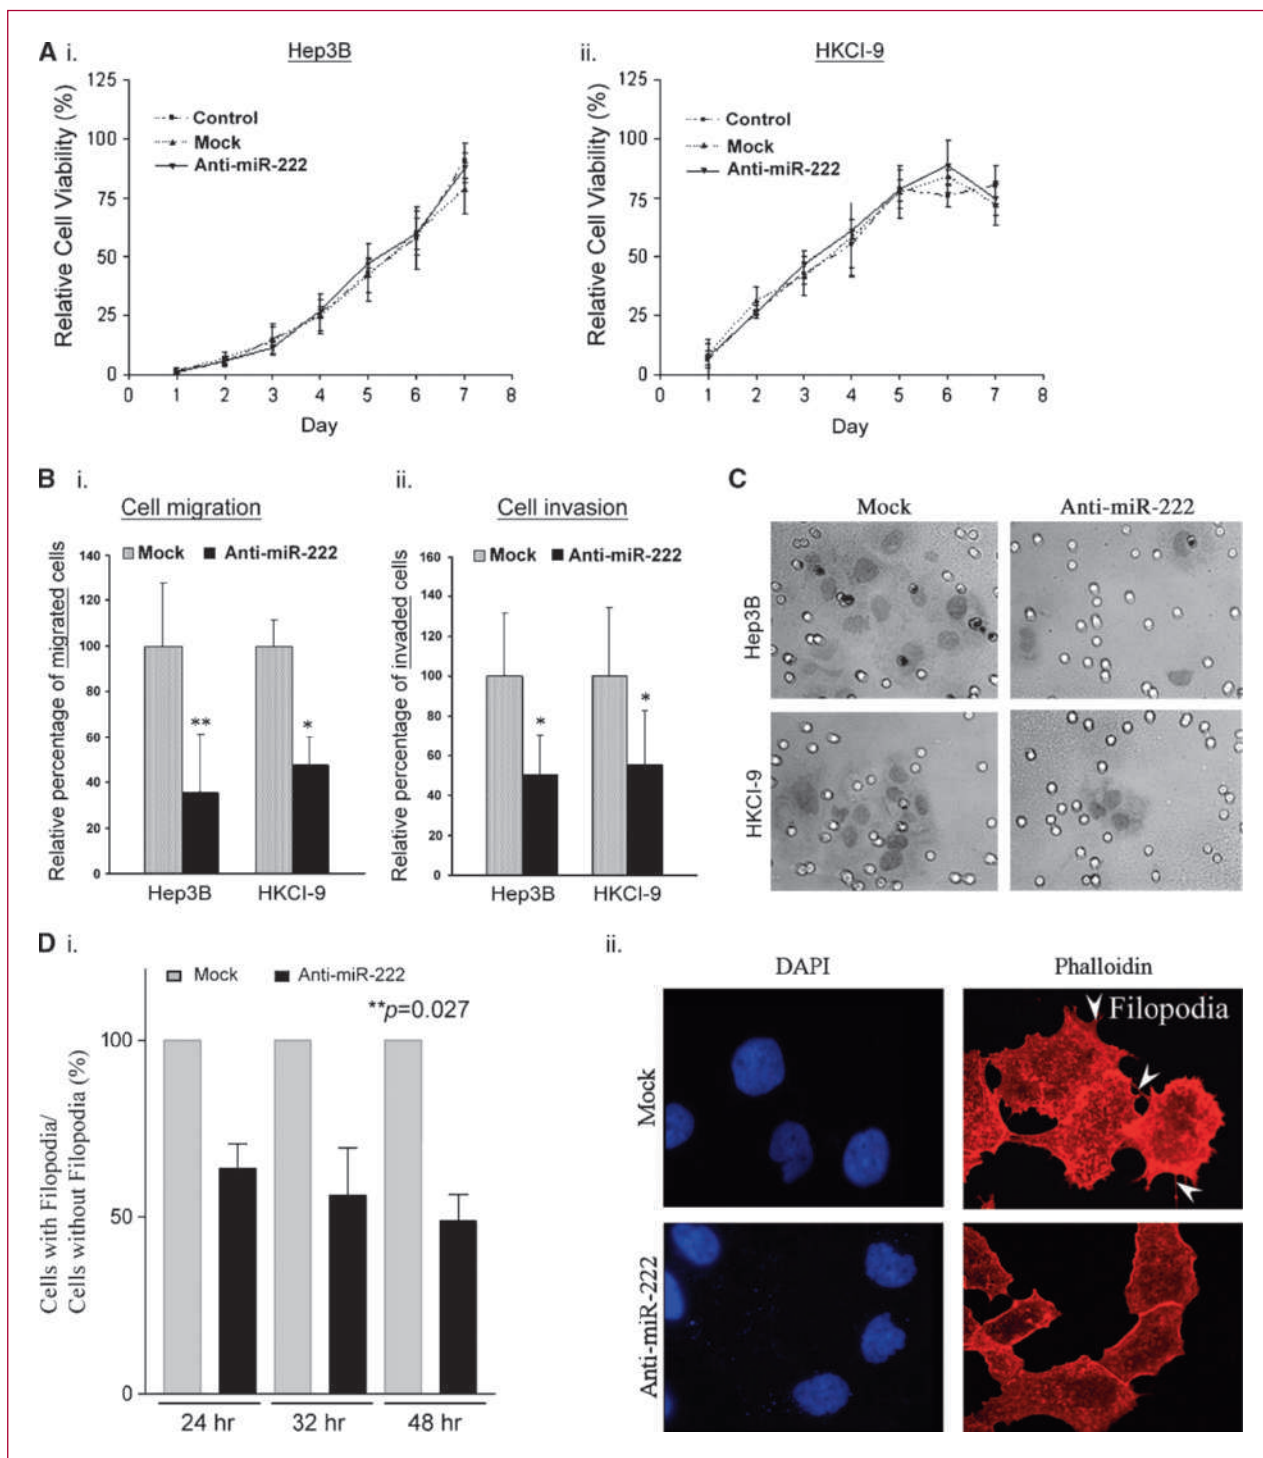 A i. Hep3B
125
100
75
50
25
0
Relative Cell Viability (%)
Control
Mock
Anti-miR-222
0 1 2 3 4 5 6 7 8
Day
ii. HKCI-9
125
100
75
50
25
0
Relative Cell Viability (%)
Control
Mock
Anti-miR-222
0 1 2 3 4 5 6 7 8
Day
B i.
Cell migration
Relative percentage of migrated cells
140
120
100
80
60
40
20
0
Mock Anti-miR-222
**
*
Hep3B HKCI-9
ii.
Cell invasion
Relative percentage of invaded cells
160
140
120
100
80
60
40
20
0
Mock Anti-miR-222
*
*
Hep3B HKCI-9
C
Mock Anti-miR-222
Hep3B
HKCI-9
D i.
Mock Anti-miR-222
**p=0.027
Cells with Filopodia/
Cells without Filopodia (%)
100
50
0
24 hr 32 hr 48 hr
ii.
DAPI Phalloidin
Mock
Filopodia
Anti-miR-222